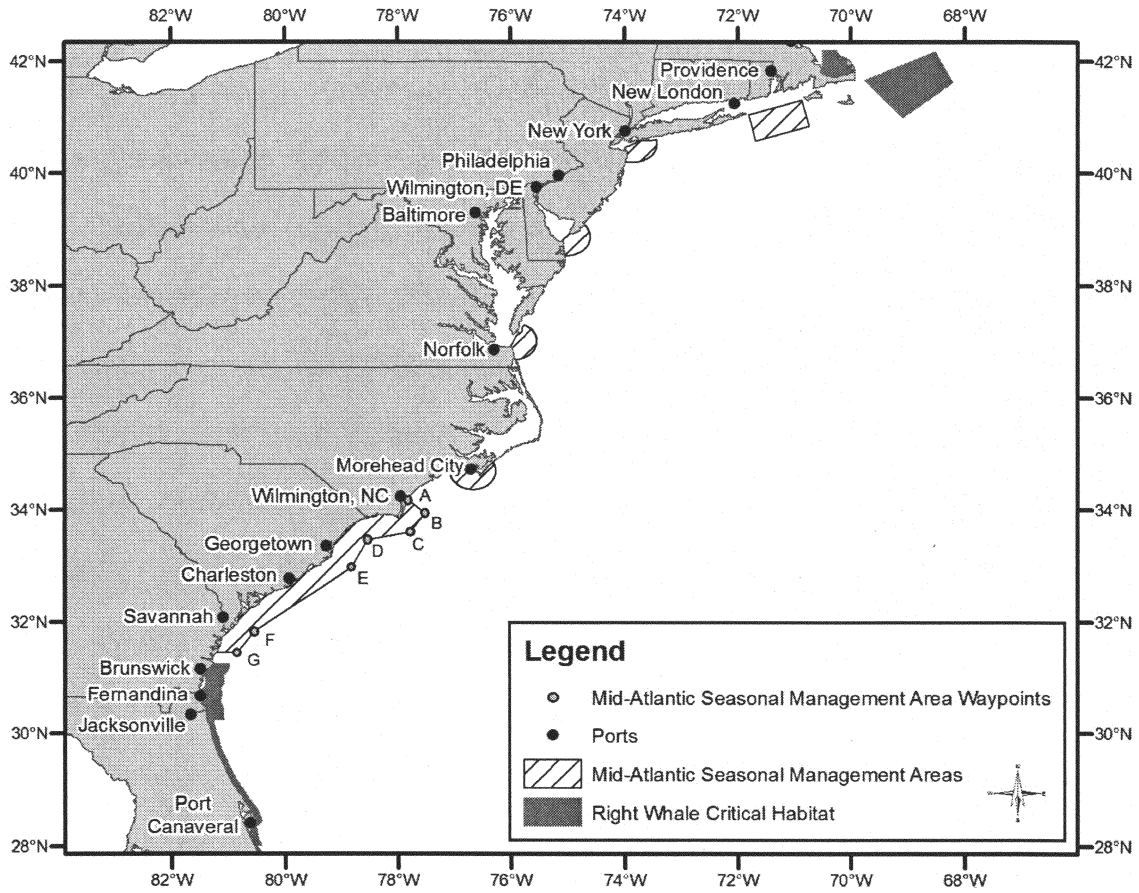 82°W 80°W 78°W 76°W 74°W 72°W 70°W 68°W
42°N 42°N
Providence
New London
New York
40°N 40°N
Philadelphia
Wilmington, DE
Baltimore
38°N 38°N
Norfolk
36°N 36°N
Morehead City
Wilmington, NC A
34°N 34°N
B
C
Georgetown D
Charleston E
32°N 32°N
Savannah
F
G
Brunswick
Fernandina
Jacksonville
30°N 30°N
Port
Canaveral
28°N 28°N
Legend
Mid-Atlantic Seasonal Management Area Waypoints
Ports
Mid-Atlantic Seasonal Management Areas
Right Whale Critical Habitat
82°W 80°W 78°W 76°W 74°W 72°W 70°W 68°W